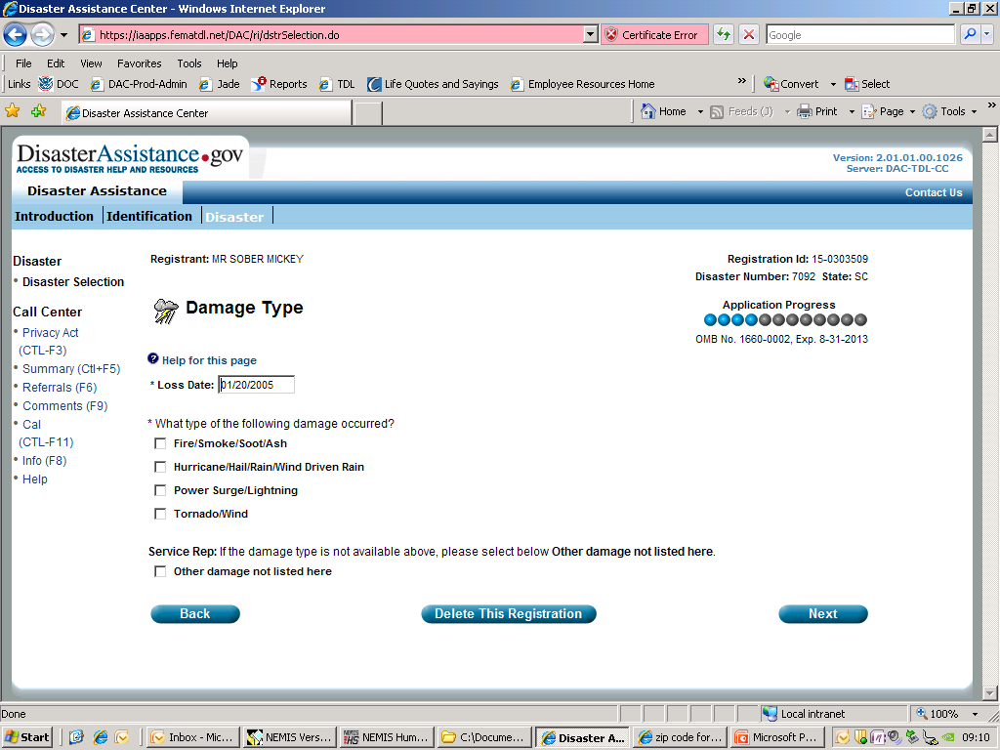 Disaster Assistance Center - Windows Internet Explorer
https://iaapps.fematdl.net/DAC/ri/dstrSelection.do
Certificate Error
Google
File Edit View Favorites Tools Help
Links DOC DAC-Prod-Admin Jade Reports TDL Life Quotes and Sayings Employee Resources Home » Convert Select
Disaster Assistance Center
Home Feeds (J) Print Page Tools »
DisasterAssistance.gov
ACCESS TO DISASTER HELP AND RESOURCES
Version: 2.01.01.00.1026
Server: DAC-TDL-CC
Disaster Assistance
Contact Us
Introduction Identification Disaster
Disaster
• Disaster Selection
Call Center
• Privacy Act
(CTL-F3)
• Summary (Ctl+F5)
• Referrals (F6)
• Comments (F9)
• Cal
(CTL-F11)
• Info (F8)
• Help
Registrant: MR SOBER MICKEY
Registration Id: 15-0303509
Disaster Number: 7092 State: SC
Damage Type
Application Progress
OMB No. 1660-0002, Exp. 8-31-2013
? Help for this page
* Loss Date: 01/20/2005
* What type of the following damage occurred?
Fire/Smoke/Soot/Ash
Hurricane/Hail/Rain/Wind Driven Rain
Power Surge/Lightning
Tornado/Wind
Service Rep: If the damage type is not available above, please select below Other damage not listed here.
Other damage not listed here
Back Delete This Registration Next
Done
Local intranet
100%
Start
Inbox - Mic...
NEMIS Vers...
NEMIS Hum...
C:\Docume...
Disaster A...
zip code for...
Microsoft P...
09:10